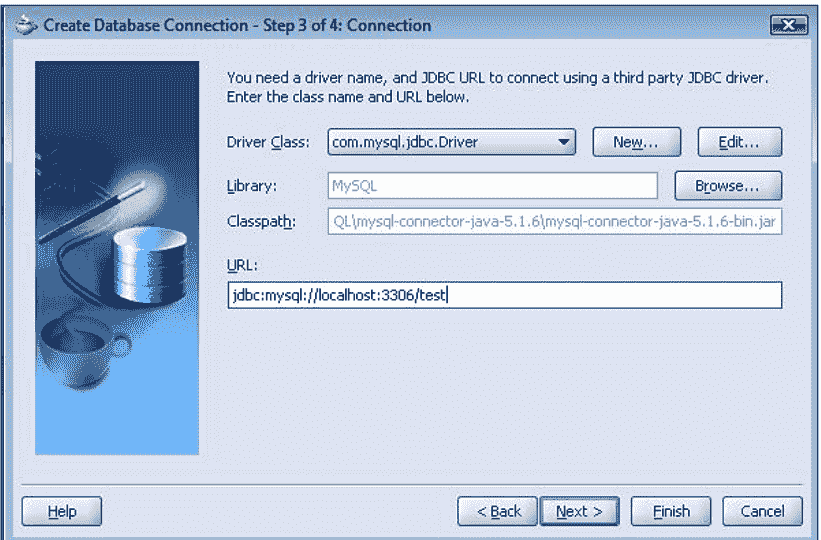 Create Database Connection - Step 3 of 4: Connection
You need a driver name, and JDBC URL to connect using a third party JDBC driver.
Enter the class name and URL below.
Driver Class: com.mysql.jdbc.Driver New... Edit...
Library: MySQL Browse...
Classpath: QL\mysql-connector-java-5.1.6\mysql-connector-java-5.1.6-bin.jar
URL:
jdbc:mysql://localhost:3306/test
Help < Back Next > Finish Cancel